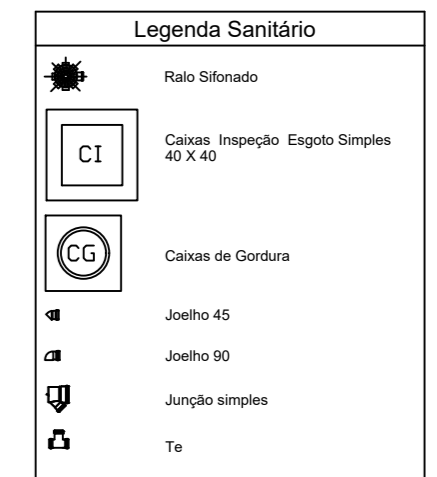 Legenda Sanitário
Ralo Sifonado
CI
Caixas Inspeção Esgoto Simples
40 X 40
CG
Caixas de Gordura
Joelho 45
Joelho 90
Junção simples
Te